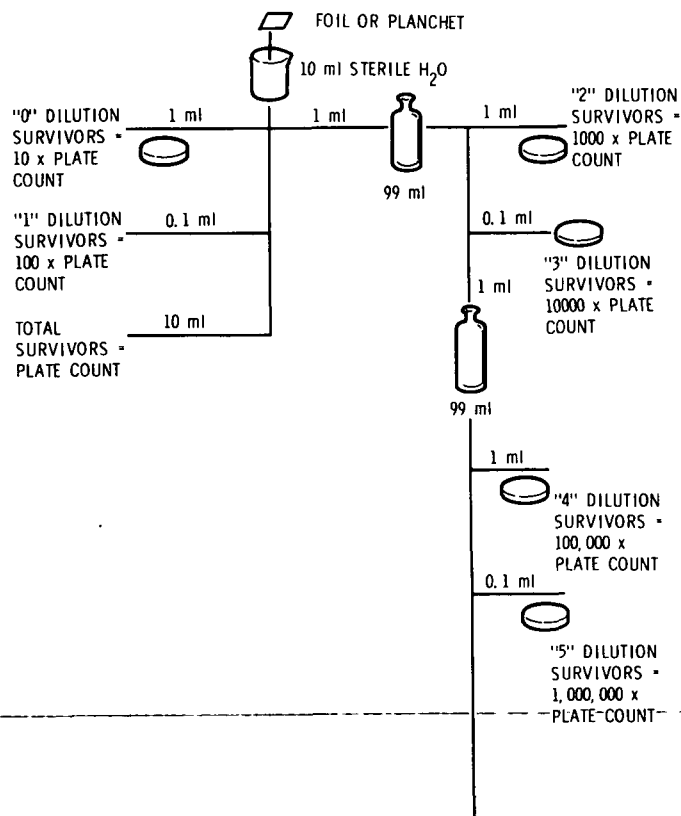 FOIL OR PLANCHET
10 ml STERILE H2O
"0" DILUTION
SURVIVORS =
10 x PLATE
COUNT
1 ml
1 ml
99 ml
1 ml
"2" DILUTION
SURVIVORS =
1000 x PLATE
COUNT
"1" DILUTION
SURVIVORS =
100 x PLATE
COUNT
0.1 ml
0.1 ml
"3" DILUTION
SURVIVORS =
10000 x PLATE
COUNT
TOTAL
SURVIVORS =
PLATE COUNT
10 ml
1 ml
99 ml
1 ml
"4" DILUTION
SURVIVORS =
100,000 x
PLATE COUNT
0.1 ml
"5" DILUTION
SURVIVORS =
1,000,000 x
PLATE COUNT